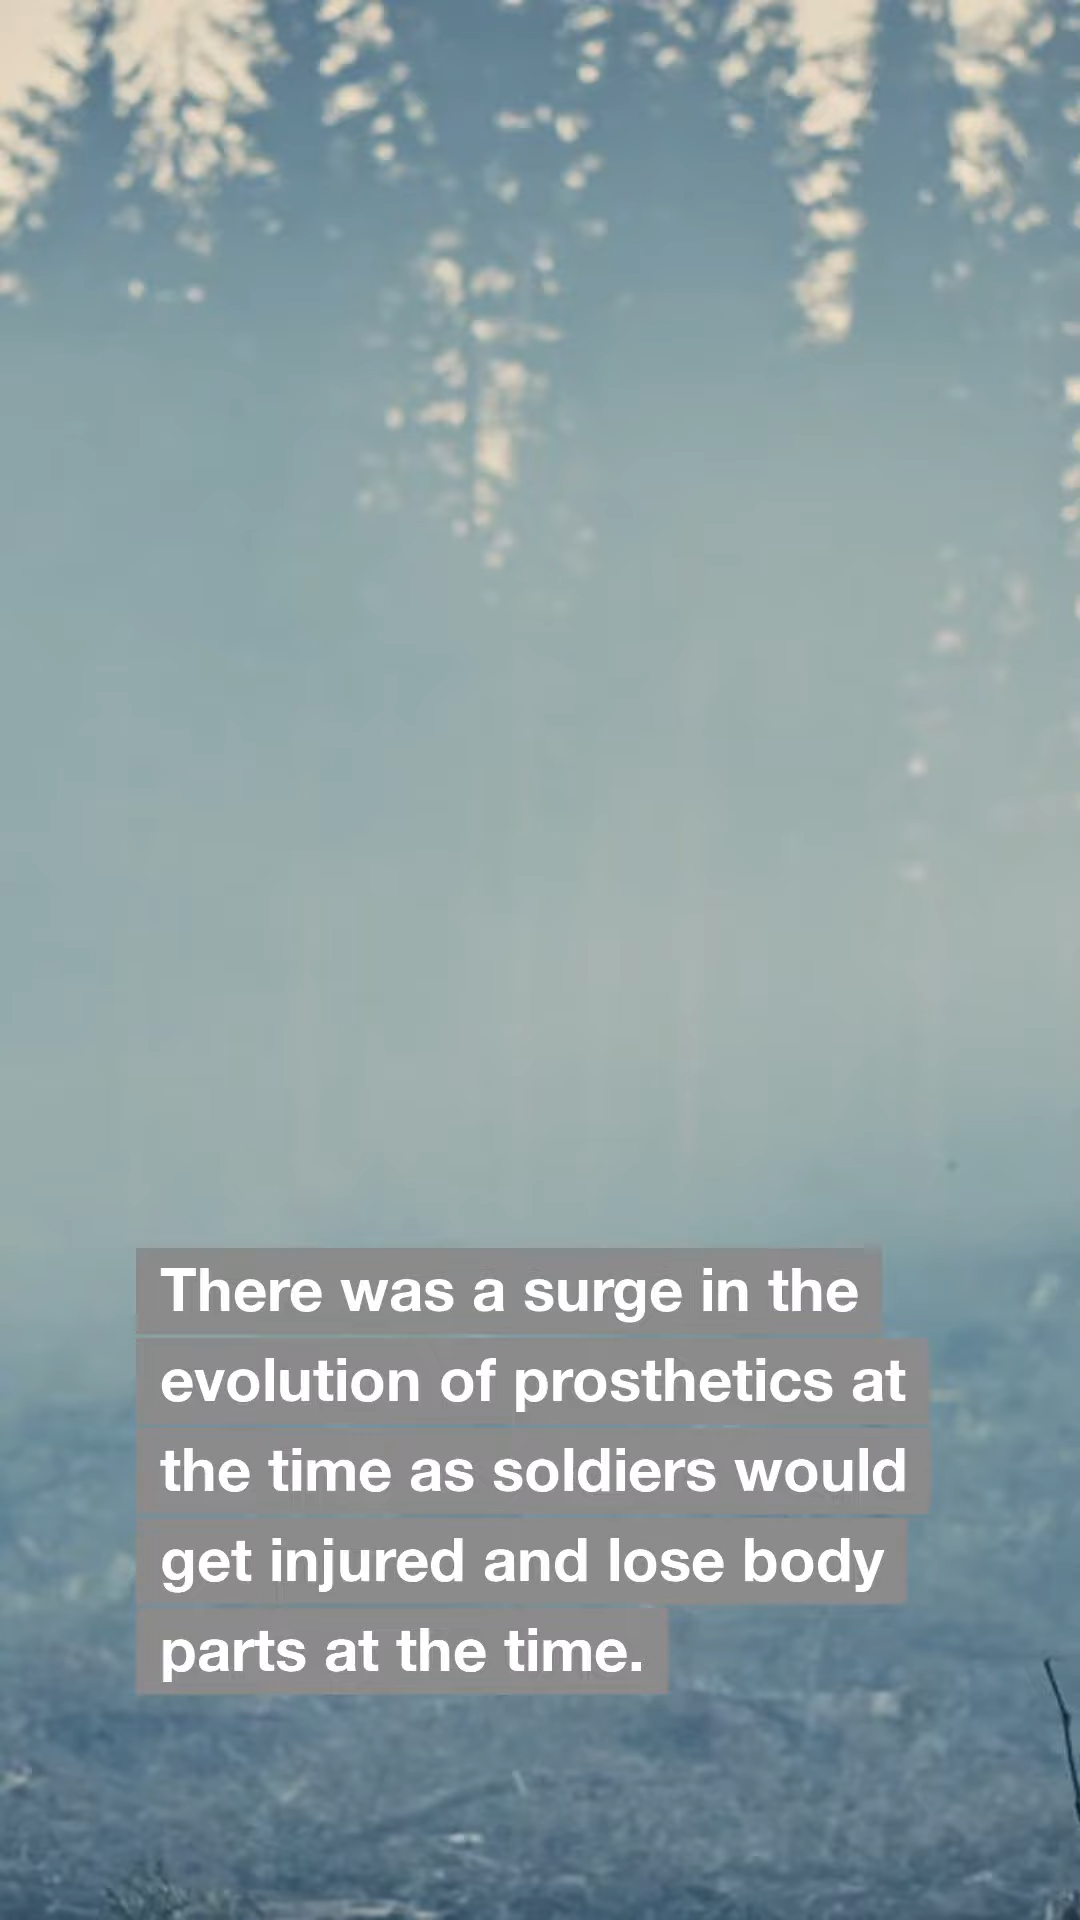 There was a surge in the
evolution of prosthetics at
the time as soldiers would
get injured and lose body
parts at the time.